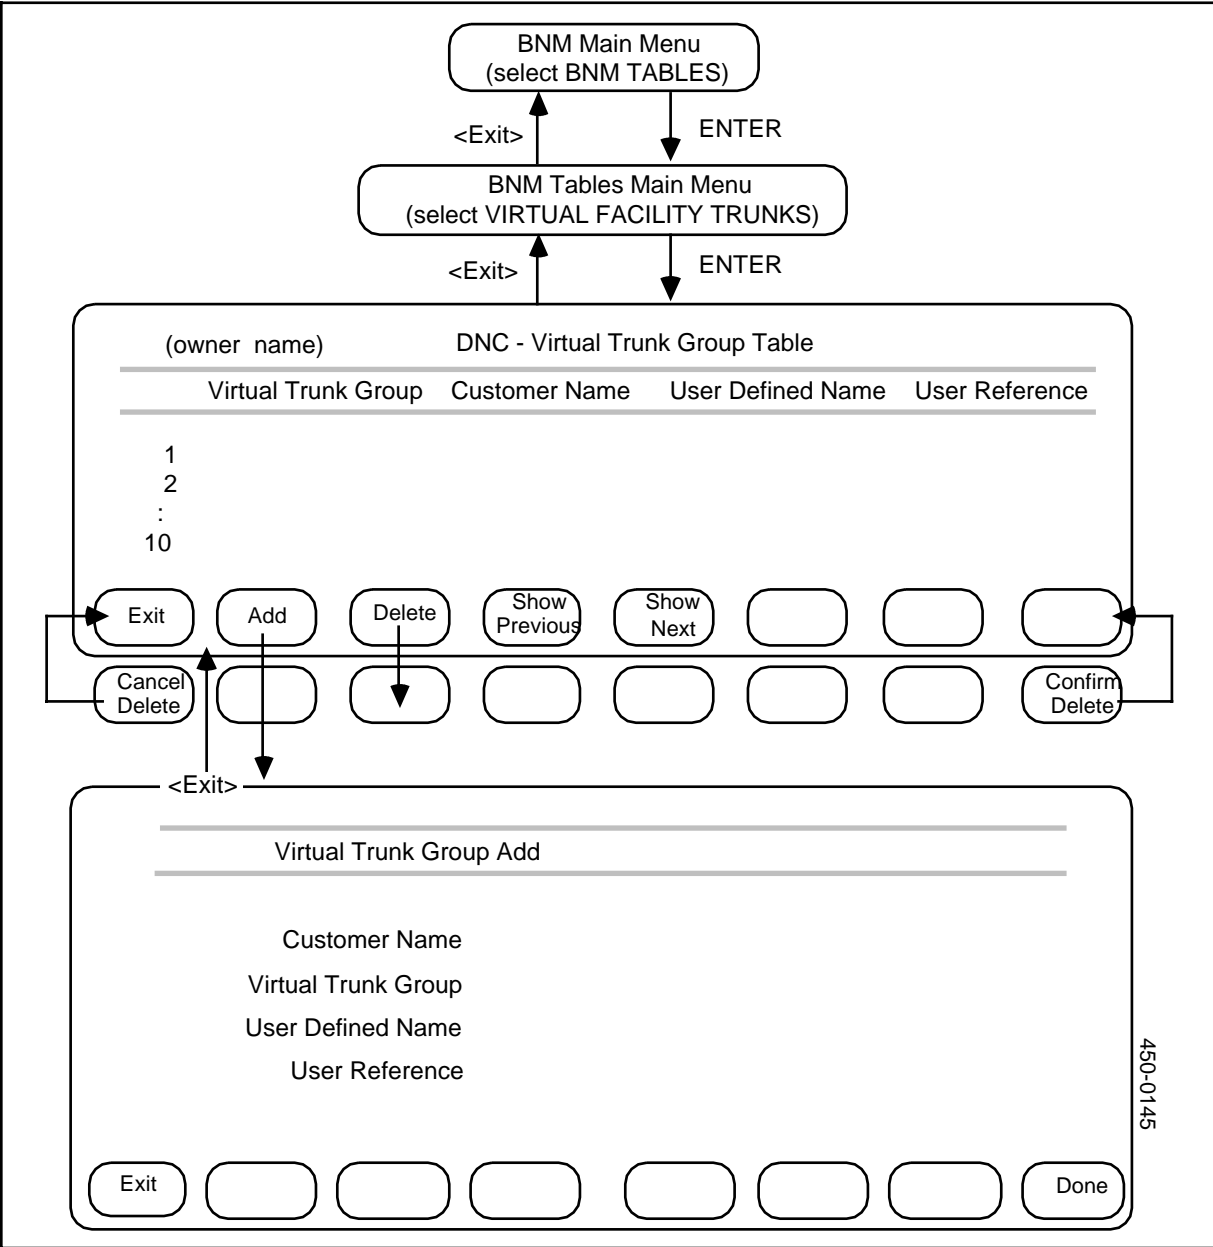 BNM Main Menu
(select BNM TABLES)
<Exit>
ENTER
BNM Tables Main Menu
(select VIRTUAL FACILITY TRUNKS)
<Exit>
ENTER
(owner name)
DNC - Virtual Trunk Group Table
Virtual Trunk Group
Customer Name
User Defined Name
User Reference
1
2
:
10
Exit
Add
Delete
Show
Previous
Show
Next
Cancel
Delete
Confirm
Delete
<Exit>
Virtual Trunk Group Add
Customer Name
Virtual Trunk Group
User Defined Name
User Reference
450-0145
Exit
Done